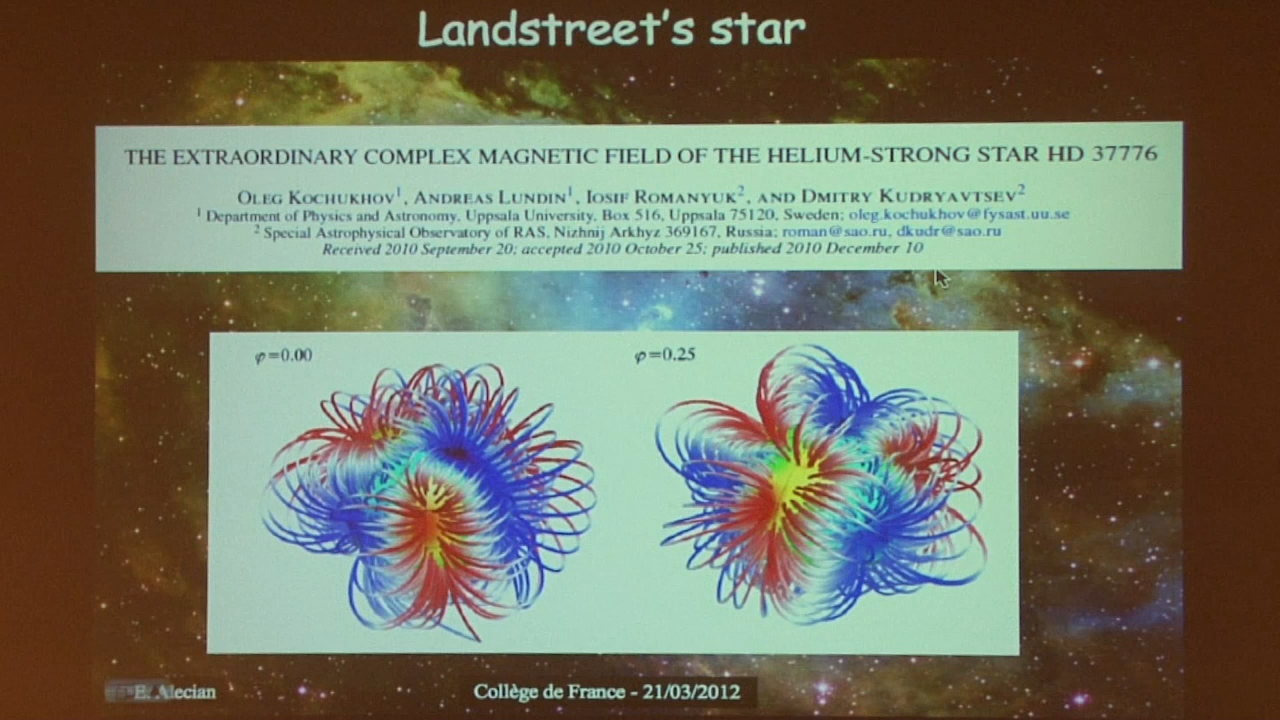 Landstreet's star
THE EXTRAORDINARY COMPLEX MAGNETIC FIELD OF THE HELIUM-STRONG STAR HD 37776
OLEG KOCHUKHOV¹, ANDREAS LUNDIN¹, IOSIF ROMANYUK², AND DMITRY KUDRYAVTSEV²
¹ Department of Physics and Astronomy, Uppsala University, Box 516, Uppsala 75120, Sweden; oleg.kochukhov@fysast.uu.se
² Special Astrophysical Observatory of RAS, Nizhnij Arkhyz 369167, Russia; roman@sao.ru, dkudr@sao.ru
Received 2010 September 20; accepted 2010 October 25; published 2010 December 10
φ=0.00
φ=0.25
E. Alecian
Collège de France - 21/03/2012